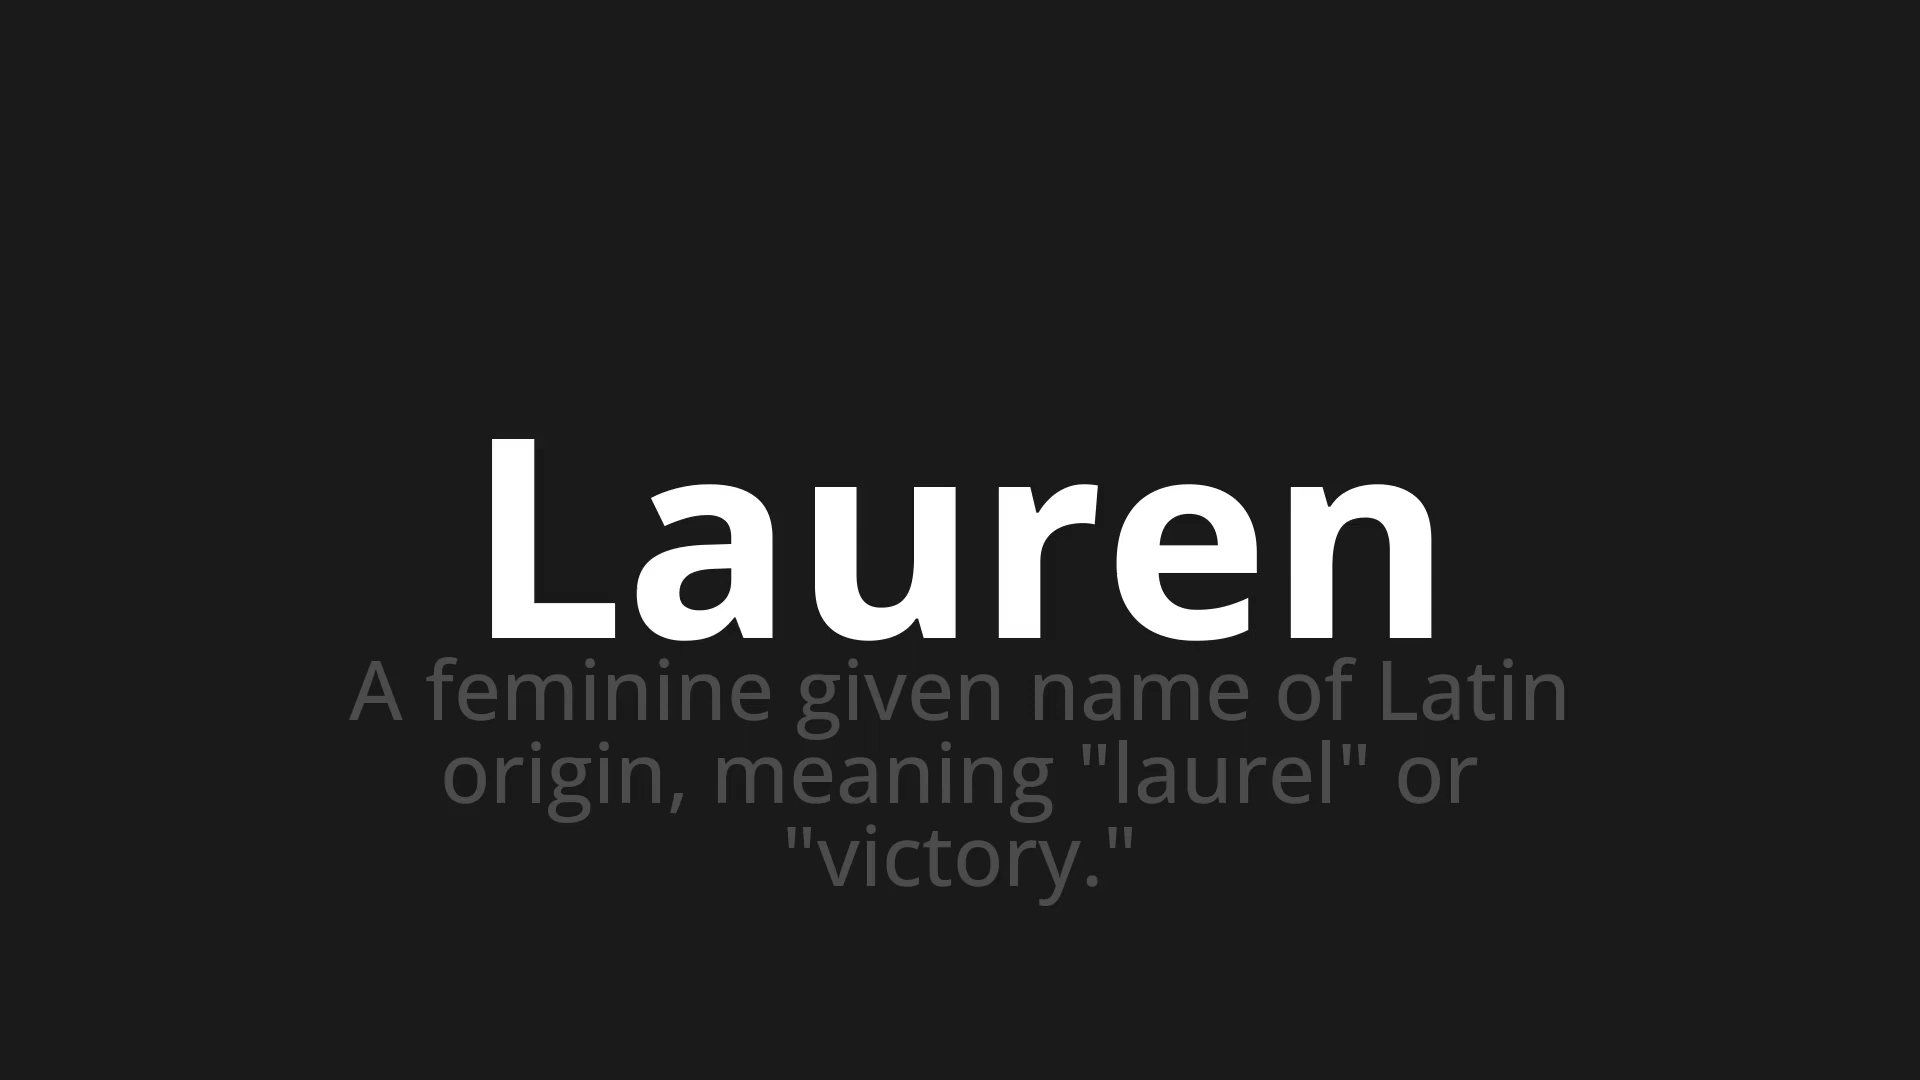 Lauren
A feminine given name of Latin
origin, meaning "laurel" or
"victory."